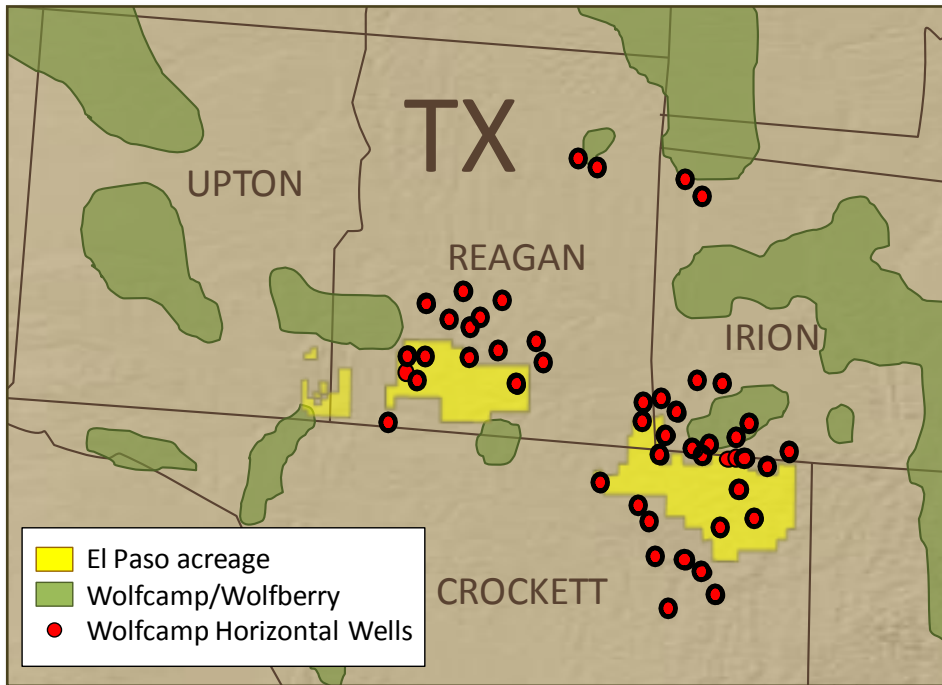 TX
UPTON
REAGAN
IRION
CROCKETT
El Paso acreage
Wolfcamp/Wolfberry
Wolfcamp Horizontal Wells